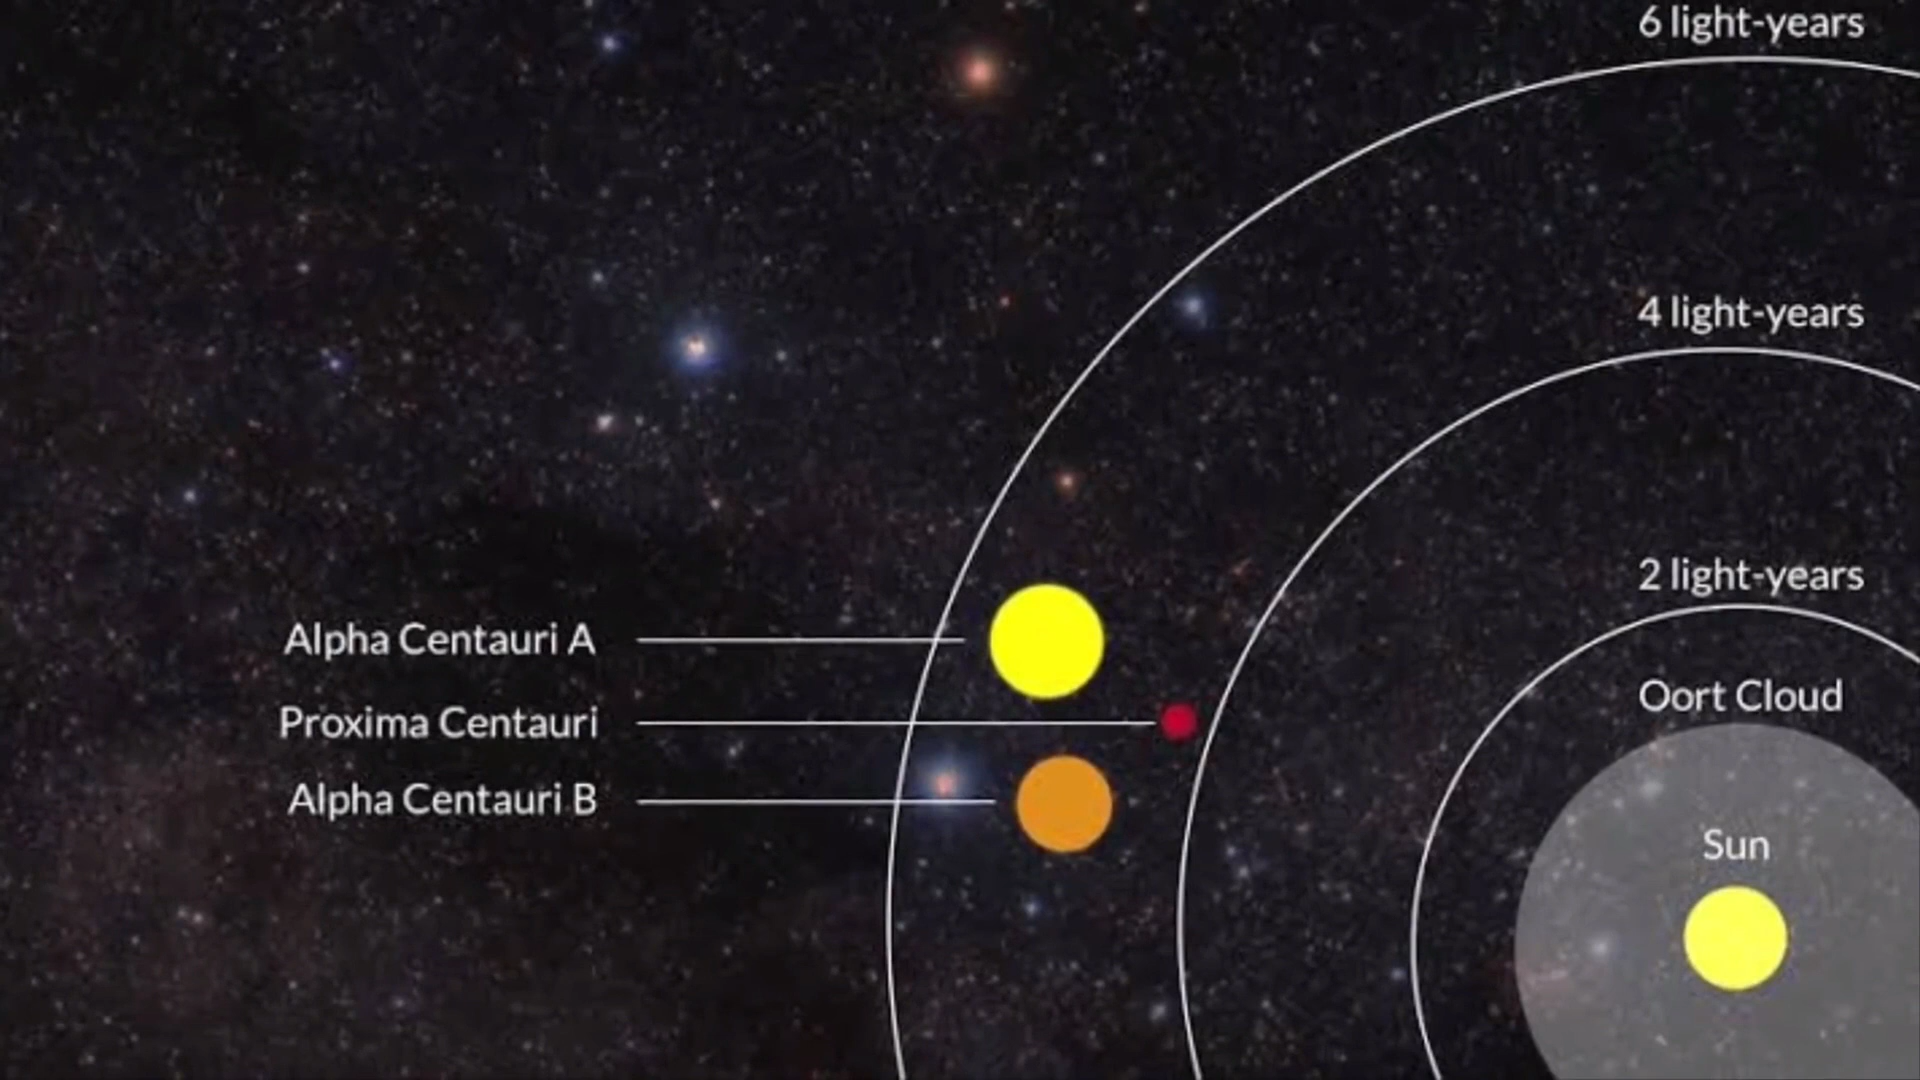 6 light-years
4 light-years
2 light-years
Alpha Centauri A
Oort Cloud
Proxima Centauri
Alpha Centauri B
Sun